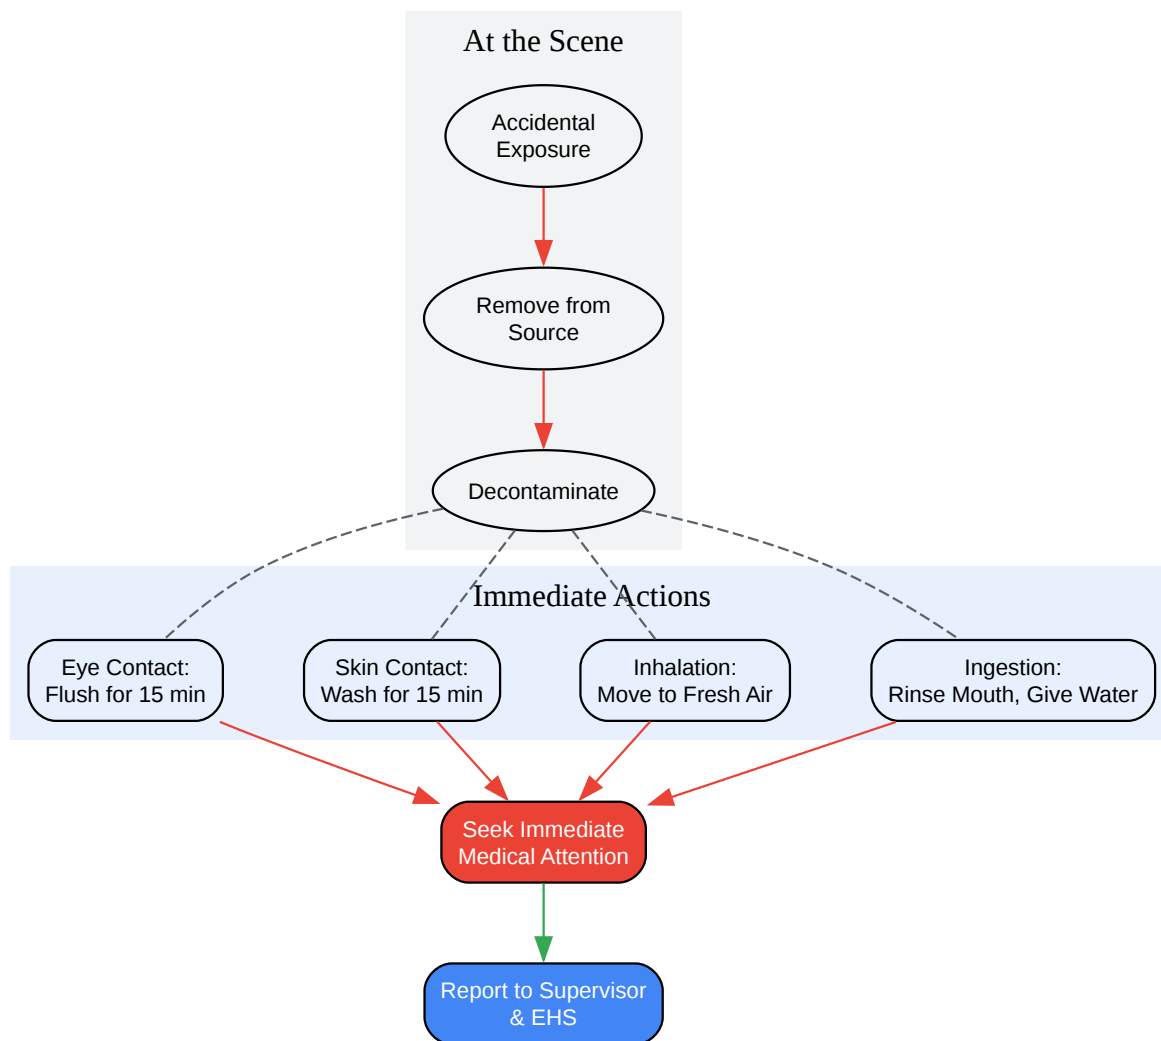 At the Scene
Accidental
Exposure
Remove from
Source
Decontaminate
Immediate Actions
Eye Contact:
Flush for 15 min
Skin Contact:
Wash for 15 min
Inhalation:
Move to Fresh Air
Ingestion:
Rinse Mouth, Give Water
Seek Immediate
Medical Attention
Report to Supervisor
& EHS